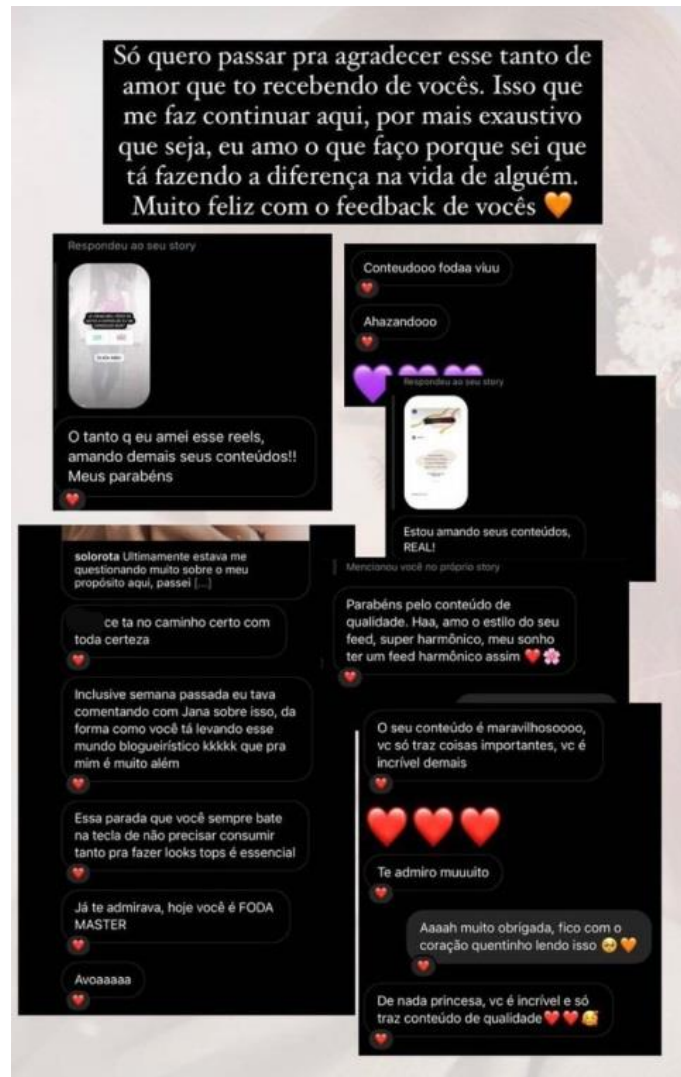 Só quero passar pra agradecer esse tanto de
amor que to recebendo de vocês. Isso que
me faz continuar aqui, por mais exaustivo
que seja, eu amo o que faço porque sei que
tá fazendo a diferença na vida de alguém.
Muito feliz com o feedback de vocês 🧡
Respondeu ao seu story
O tanto q eu amei esse reels,
amando demais seus conteúdos!!
Meus parabéns
❤️
Conteudooo fodaa viuu
❤️
Ahazandooo
❤️
💜💜💜
Respondeu ao seu story
Estou amando seus conteúdos,
REAL!
solorota Ultimamente estava me
questionando muito sobre o meu
propósito aqui, passei [...]
ce ta no caminho certo com
toda certeza
❤️
Inclusive semana passada eu tava
comentando com Jana sobre isso, da
forma como você tá levando esse
mundo blogueirístico kkkkk que pra
mim é muito além
❤️
Essa parada que você sempre bate
na tecla de não precisar consumir
tanto pra fazer looks tops é essencial
❤️
Já te admirava, hoje você é FODA
MASTER
❤️
Avoaaaaa
❤️
Mencionou você no próprio story
Parabéns pelo conteúdo de
qualidade. Haa, amo o estilo do seu
feed, super harmônico, meu sonho
ter um feed harmônico assim ❤️🌸
❤️
O seu conteúdo é maravilhosoooo,
vc só traz coisas importantes, vc é
incrível demais
❤️
❤️❤️❤️
Te admiro muuuito
❤️
Aaaah muito obrigada, fico com o
coração quentinho lendo isso 🥺🧡
❤️
De nada princesa, vc é incrível e só
traz conteúdo de qualidade❤️❤️🥰
❤️